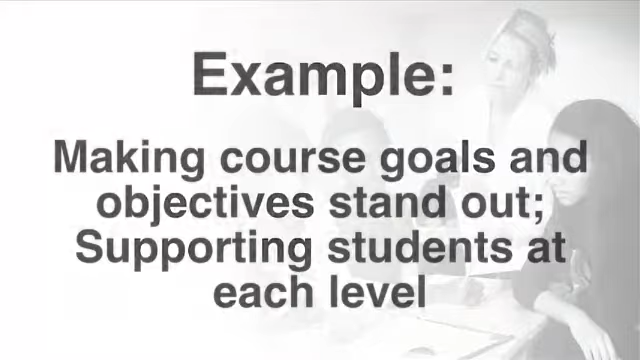 Example:
Making course goals and
objectives stand out;
Supporting students at
each level